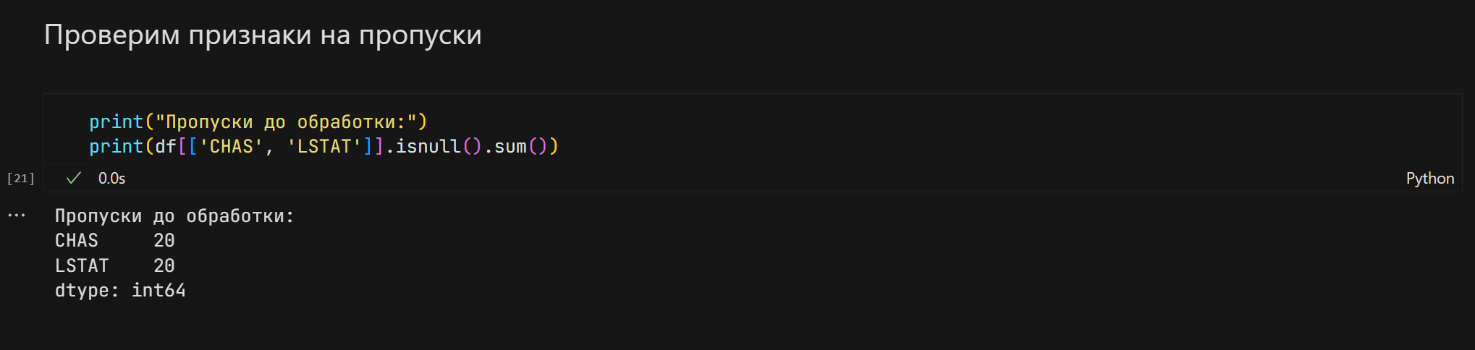 Проверим признаки на пропуски
print("Пропуски до обработки:")
print(df[['CHAS', 'LSTAT']].isnull().sum())
[21] ✓ 0.0s Python
... Пропуски до обработки:
CHAS     20
LSTAT    20
dtype: int64